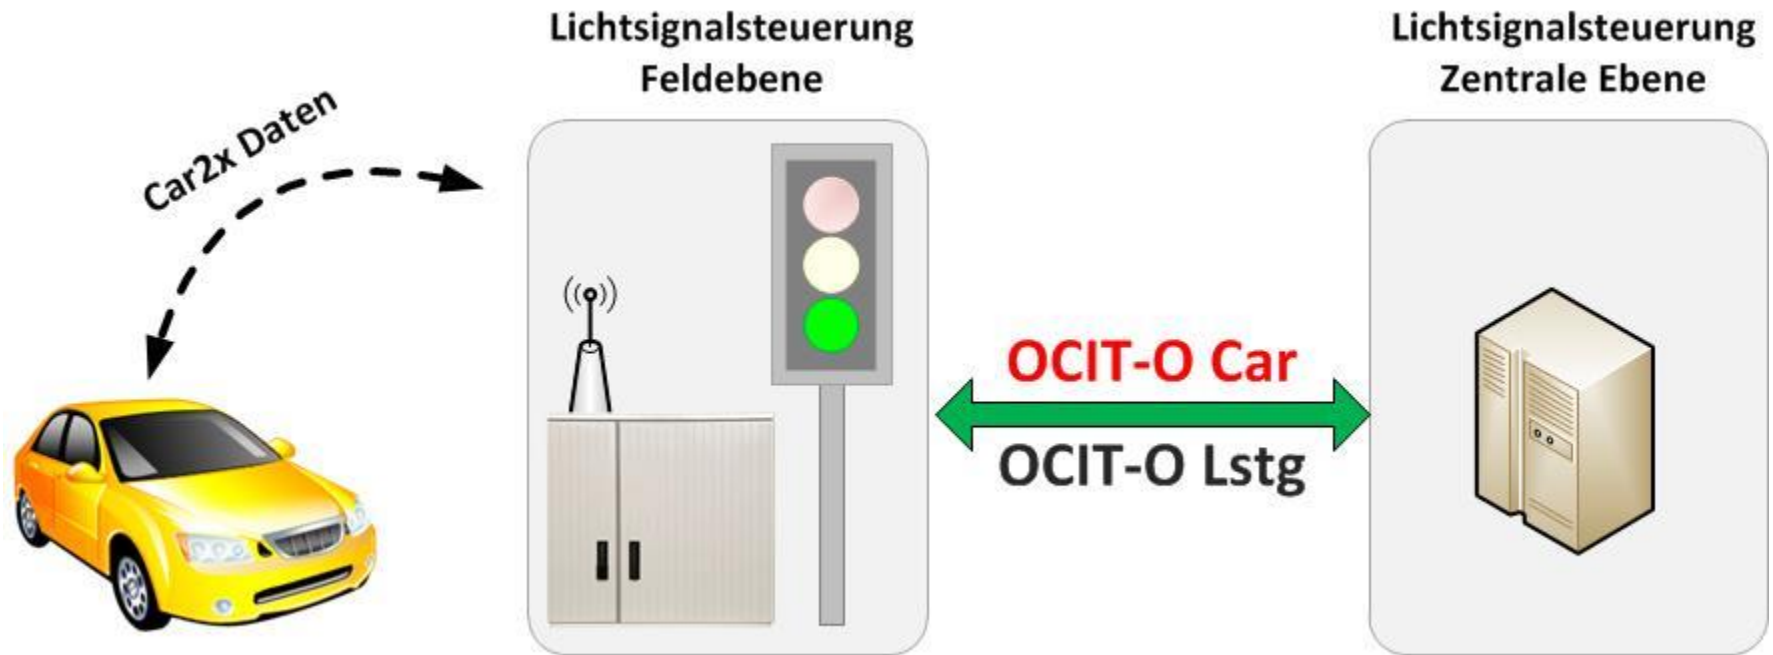 Lichtsignalsteuerung
Feldebene
Lichtsignalsteuerung
Zentrale Ebene
Car2x Daten
OCIT-O Car
OCIT-O Lstg